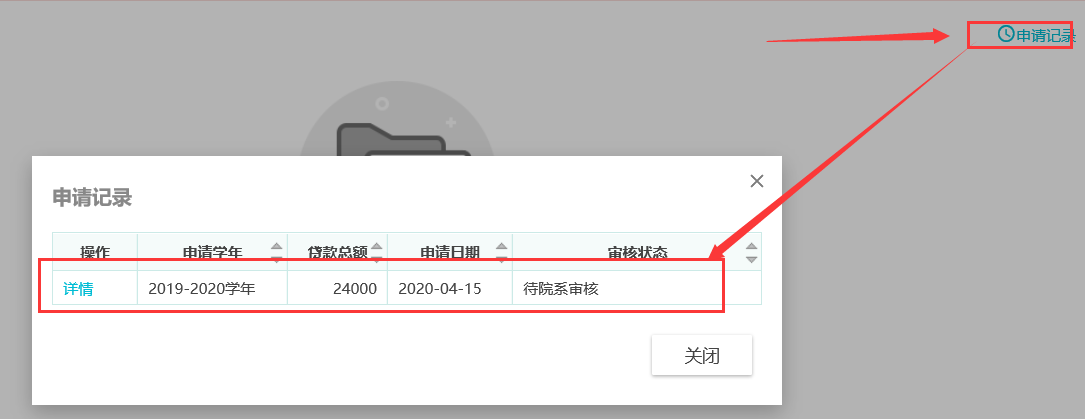 申请记录
申请记录
操作 申请学年 贷款总额 申请日期 审核状态
详情 2019-2020学年 24000 2020-04-15 待院系审核
关闭